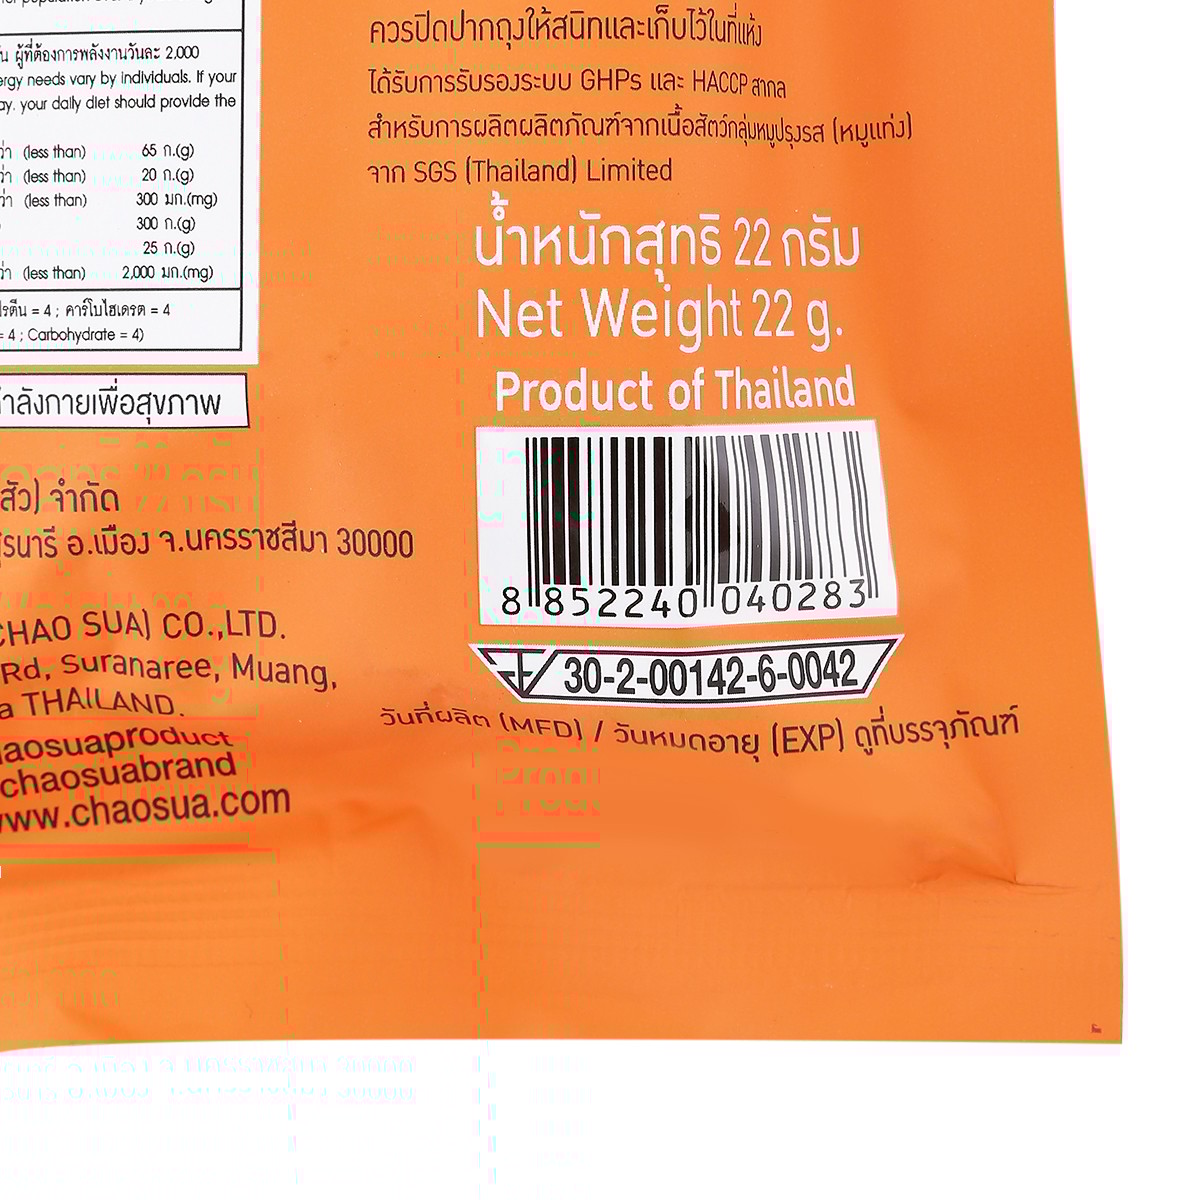 ผู้ที่ต้องการพลังงานวันละ 2,000
needs vary by individuals. If your
your daily diet should provide the
(less than) 65 ก.(g)
(less than) 20 ก.(g)
(less than) 300 มก.(mg)
300 ก.(g)
25 ก.(g)
(less than) 2,000 มก.(mg)
= 4 ; คาร์โบไฮเดรต = 4
= 4 ; Carbohydrate = 4)
กำลังกายเพื่อสุขภาพ
สัว) จำกัด
อ.เมือง จ.นครราชสีมา 30000
CHAO SUA) CO.,LTD.
Rd, Suranaree, Muang,
THAILAND.
chaosuabrand
www.chaosua.com
ควรปิดปากถุงให้สนิทและเก็บไว้ในที่แห้ง
ได้รับการรับรองระบบ GHPs และ HACCP สากล
สำหรับการผลิตผลิตภัณฑ์จากเนื้อสัตว์กลุ่มหมูปรุงรส (หมูแท่ง)
จาก SGS (Thailand) Limited
น้ำหนักสุทธิ 22 กรัม
Net Weight 22 g.
Product of Thailand
8 852240 040283
30-2-00142-6-0042
วันที่ผลิต (MFD) / วันหมดอายุ (EXP) ดูที่บรรจุภัณฑ์